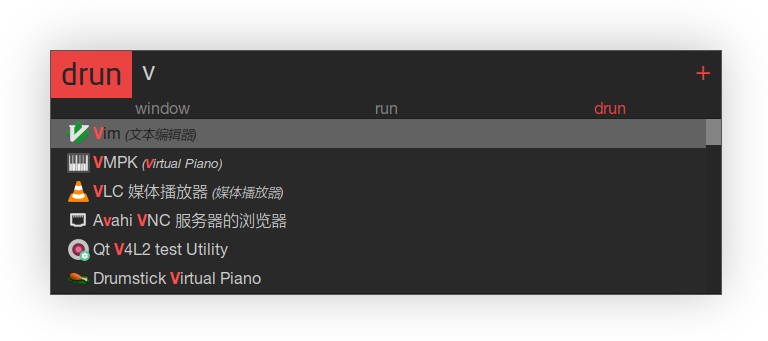 drun V +
window run drun
Vim (文本编辑器)
VMPK (Virtual Piano)
VLC 媒体播放器 (媒体播放器)
Avahi VNC 服务器的浏览器
Qt V4L2 test Utility
Drumstick Virtual Piano